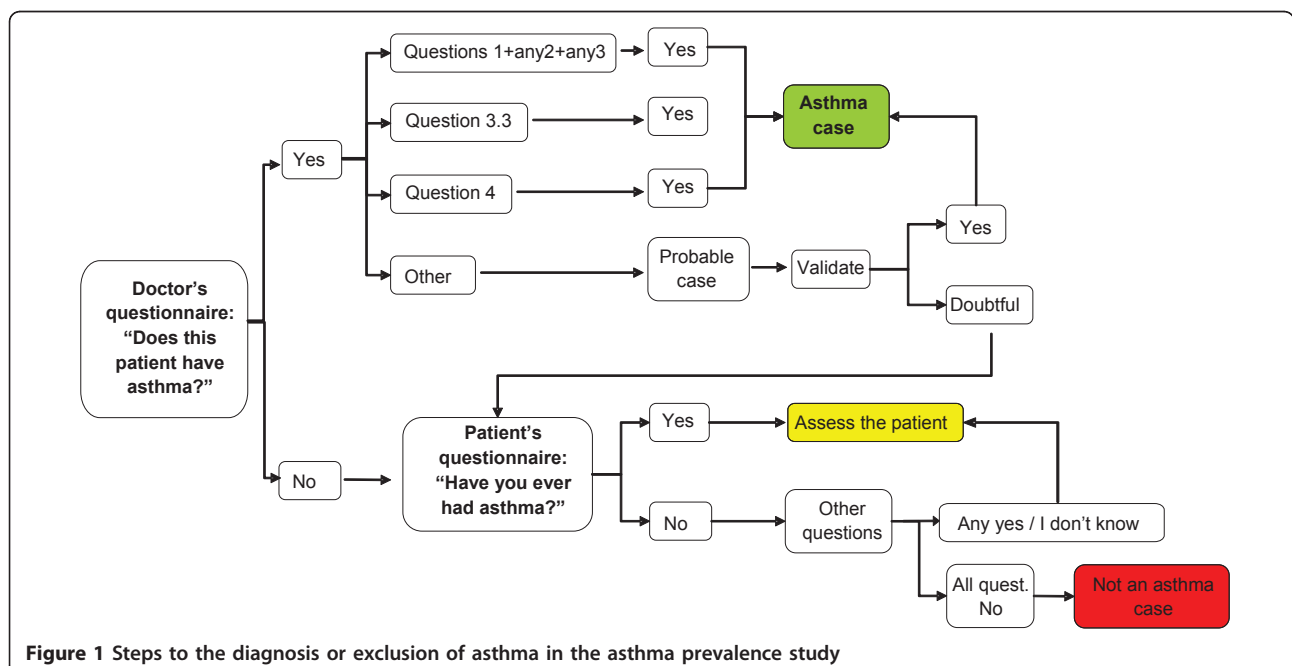 Questions 1+any2+any3
Yes
Question 3.3
Yes
Asthma
case
Yes
Question 4
Yes
Other
Probable
case
Validate
Yes
Doubtful
Doctor's
questionnaire:
"Does this
patient have
asthma?"
No
Patient's
questionnaire:
"Have you ever
had asthma?"
Yes
Assess the patient
No
Other
questions
Any yes / I don't know
All quest.
No
Not an asthma
case
Figure 1 Steps to the diagnosis or exclusion of asthma in the asthma prevalence study